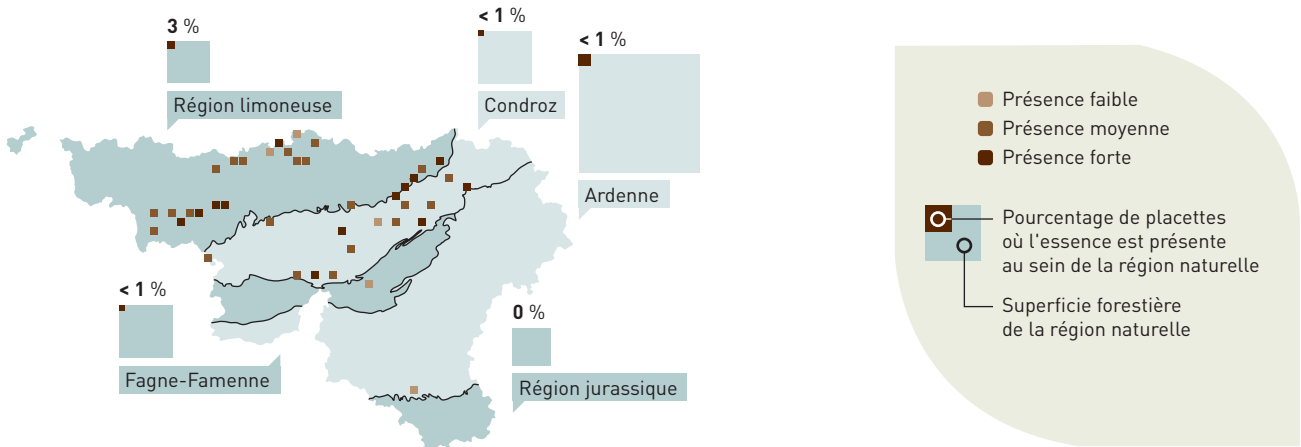 3 %
Région limoneuse
< 1 %
Condroz
< 1 %
Ardenne
< 1 %
Fagne-Famenne
0 %
Région jurassique
Présence faible
Présence moyenne
Présence forte
Pourcentage de placettes
où l'essence est présente
au sein de la région naturelle
Superficie forestière
de la région naturelle